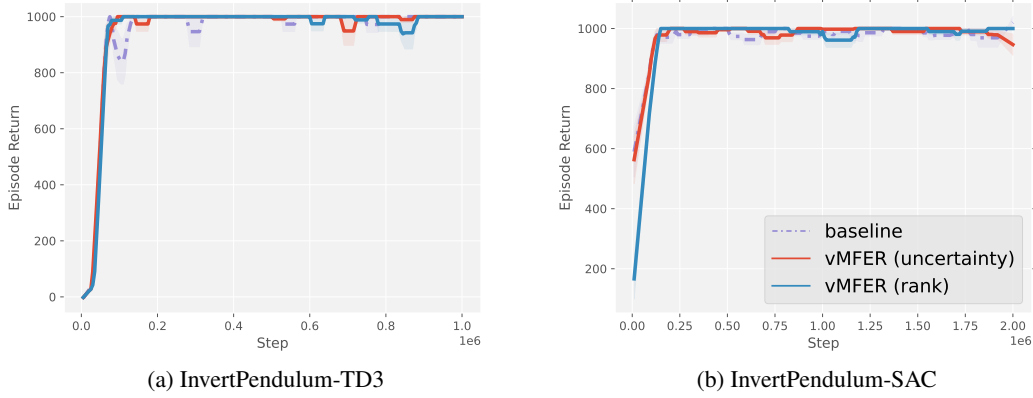 1000
800
600
400
200
0
Episode Return
0.0 0.2 0.4 0.6 0.8 1.0
Step
1e6
(a) InvertPendulum-TD3
1000
800
600
400
200
Episode Return
baseline
vMFER (uncertainty)
vMFER (rank)
0.00 0.25 0.50 0.75 1.00 1.25 1.50 1.75 2.00
Step
1e6
(b) InvertPendulum-SAC